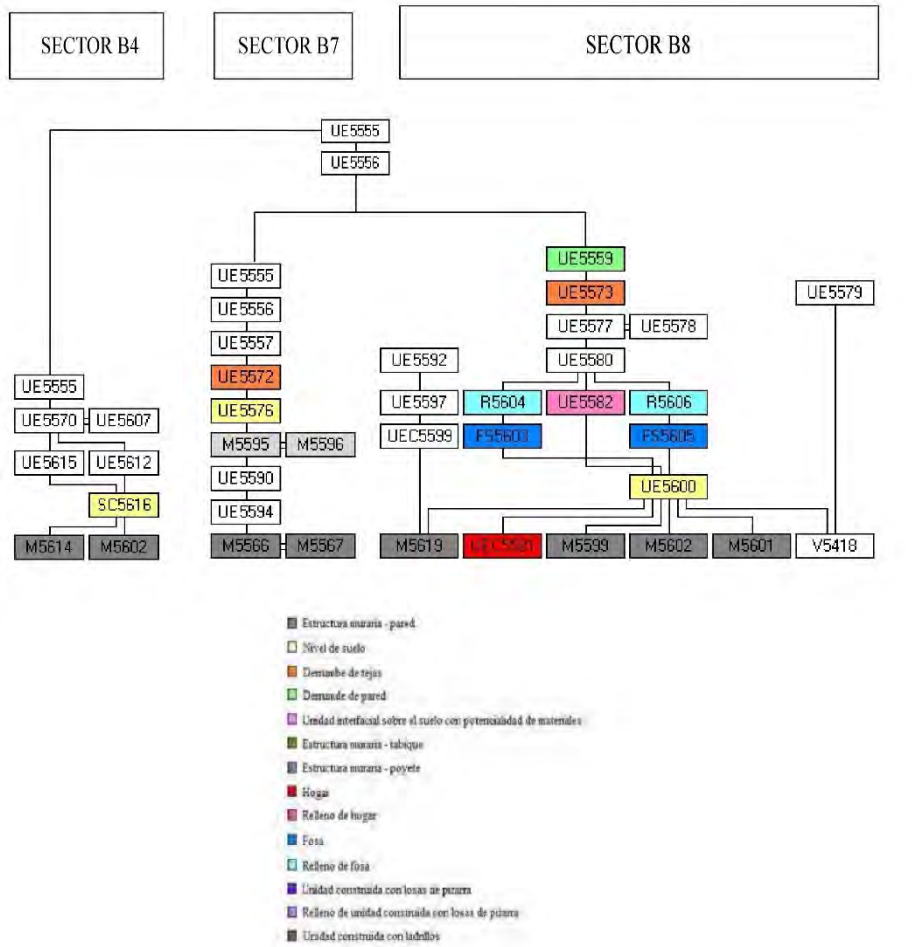 SECTOR B4 SECTOR B7 SECTOR B8
UE5555
UE5556
UE5559
UE5555
UE5573
UE5579
UE5556
UE5577 UE5578
UE5557
UE5592 UE5580
UE5555
UE5572
UE5570 UE5607
UE5576
UE5597 R5604 UE5582 R5606
M5595 M5596
UEC5599 FS5603 FS5605
UE5615 UE5612
UE5590
UE5600
SC5616
UE5594
M5614 M5602 M5566 M5567 M5619 M5599 M5602 M5601 V5418
Estructura muraria - pared
Nivel de suelo
Derrumbe de tejas
Derrumbe de pared
Unidad interfacial sobre el suelo con potencialidad de materiales
Estructura muraria - tabique
Estructura muraria - poyete
Hogar
Relleno de hogar
Fosa
Relleno de fosa
Unidad construida con losas de pizarra
Relleno de unidad construida con losas de pizarra
Unidad construida con ladrillos